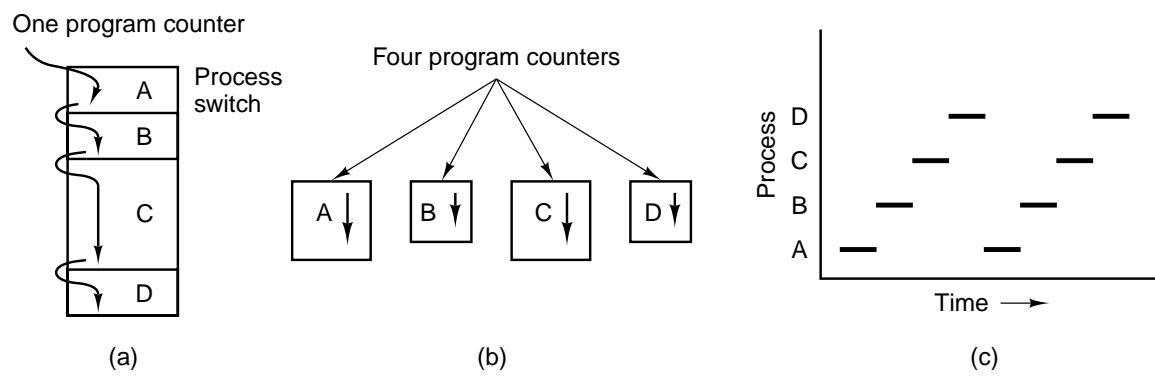 One program counter
Process
switch
A
B
C
D
(a)
Four program counters
A
B
C
D
(b)
Process
D
C
B
A
Time
(c)